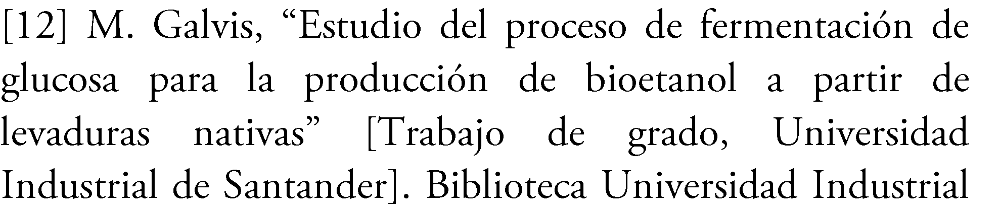 [12] M. Galvis, “Estudio del proceso de fermentación de
glucosa para la producción de bioetanol a partir de
levaduras nativas” [Trabajo de grado, Universidad
Industrial de Santander]. Biblioteca Universidad Industrial